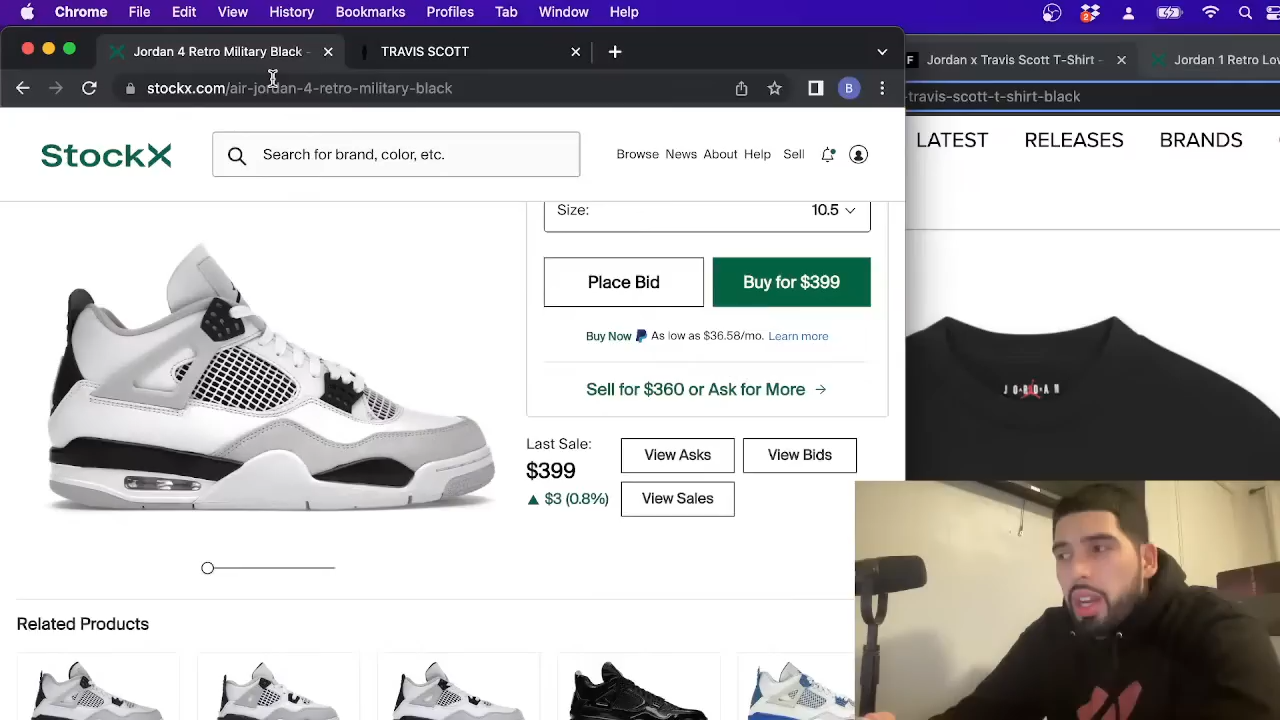 Chrome File Edit View History Bookmarks Profiles Tab Window Help
2
Jordan 4 Retro Military Black -
TRAVIS SCOTT
stockx.com/air-jordan-4-retro-military-black
B
Jordan x Travis Scott T-Shirt -
Jordan 1 Retro Lov
-travis-scott-t-shirt-black
StockX
Search for brand, color, etc.
Browse News About Help Sell
LATEST RELEASES BRANDS
Size: 10.5
Place Bid
Buy for $399
Buy Now As low as $36.58/mo. Learn more
Sell for $360 or Ask for More →
Last Sale:
$399
▲ $3 (0.8%)
View Asks
View Bids
View Sales
JORDAN
Related Products